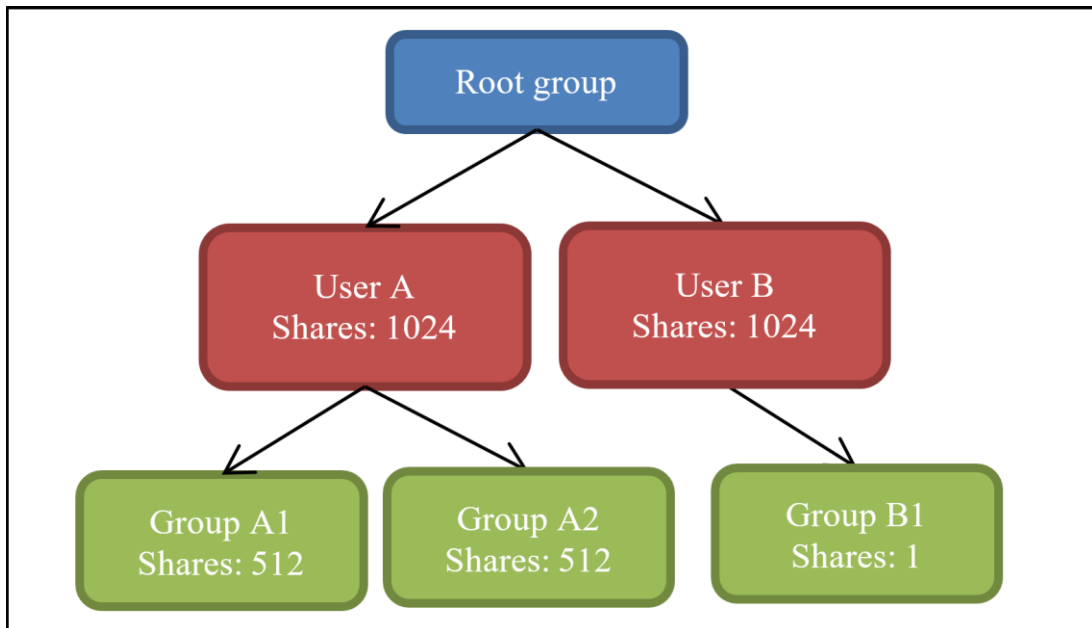 Root group
User A
Shares: 1024
User B
Shares: 1024
Group A1
Shares: 512
Group A2
Shares: 512
Group B1
Shares: 1